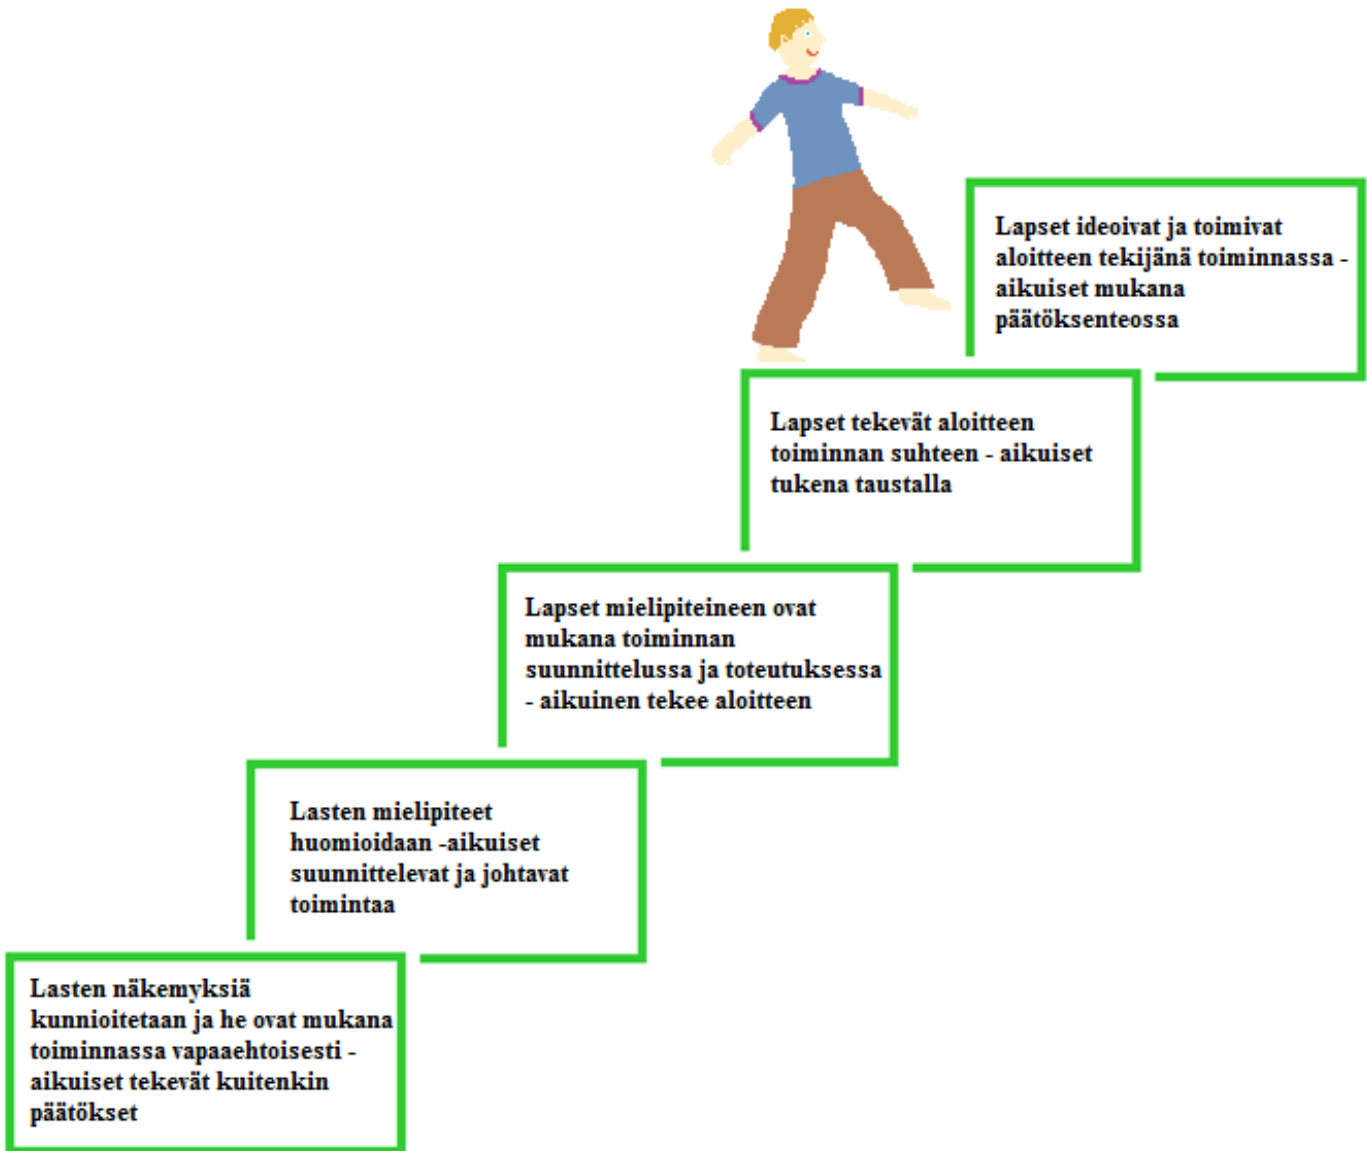 Lapset ideoivat ja toimivat
aloitteen tekijänä toiminnassa -
aikuiset mukana
päätöksenteossa
Lapset tekevät aloitteen
toiminnan suhteen - aikuiset
tukena taustalla
Lapset mielipiteineen ovat
mukana toiminnan
suunnittelussa ja toteutuksessa
- aikuinen tekee aloitteen
Lasten mielipiteet
huomioidaan -aikuiset
suunnittelevat ja johtavat
toimintaa
Lasten näkemyksiä
kunnioitetaan ja he ovat mukana
toiminnassa vapaaehtoisesti -
aikuiset tekevät kuitenkin
päätökset